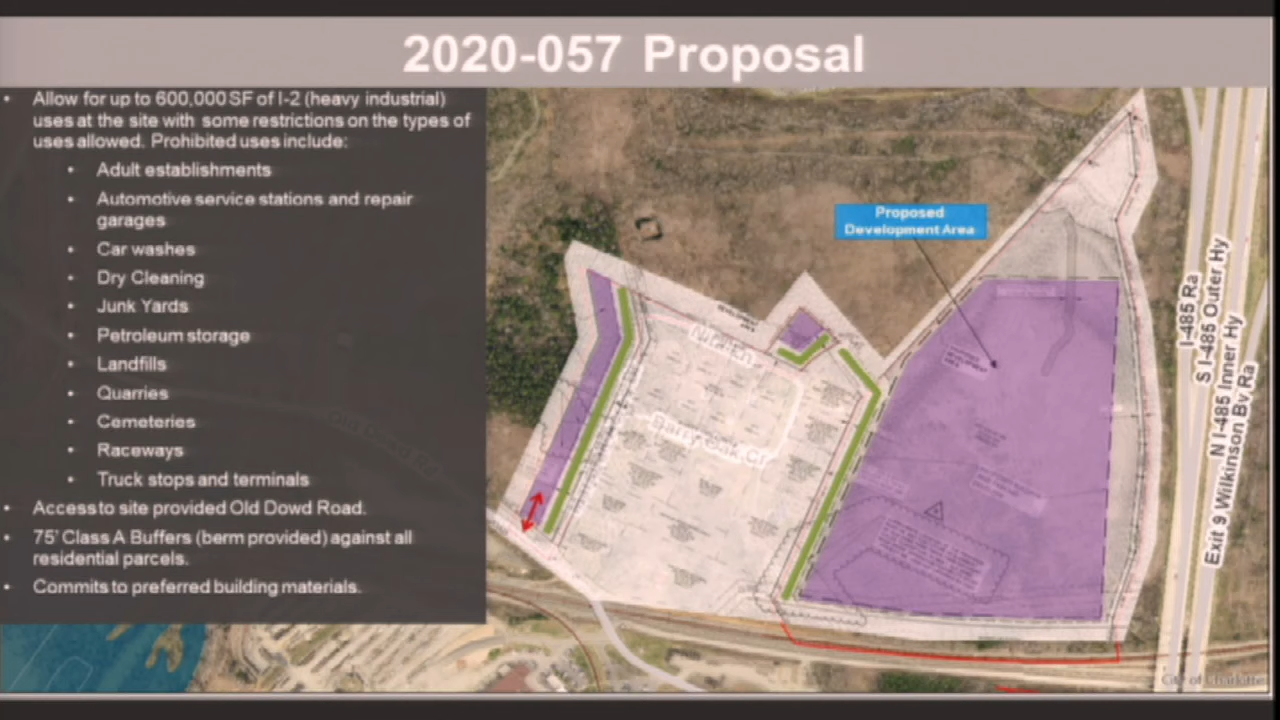 2020-057 Proposal
• Allow for up to 600,000 SF of I-2 (heavy industrial)
uses at the site with some restrictions on the types of
uses allowed. Prohibited uses include:
• Adult establishments
• Automotive service stations and repair
garages
• Car washes
• Dry Cleaning
• Junk Yards
• Petroleum storage
• Landfills
• Quarries
• Cemeteries
• Raceways
• Truck stops and terminals
• Access to site provided Old Dowd Road.
• 75' Class A Buffers (berm provided) against all
residential parcels.
• Commits to preferred building materials.
Proposed
Development Area
Barry Oak Cr
I-485 Ra
S I-485 Outer Hy
N I-485 Inner Hy
Exit 9 Wilkinson Bv Ra
Old Dowd Rd
City of Charlotte